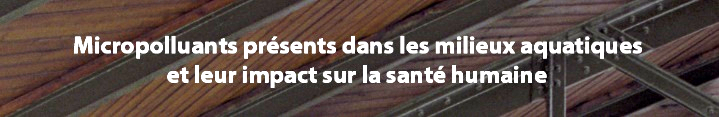 Micropolluants présents dans les milieux aquatiques
et leur impact sur la santé humaine